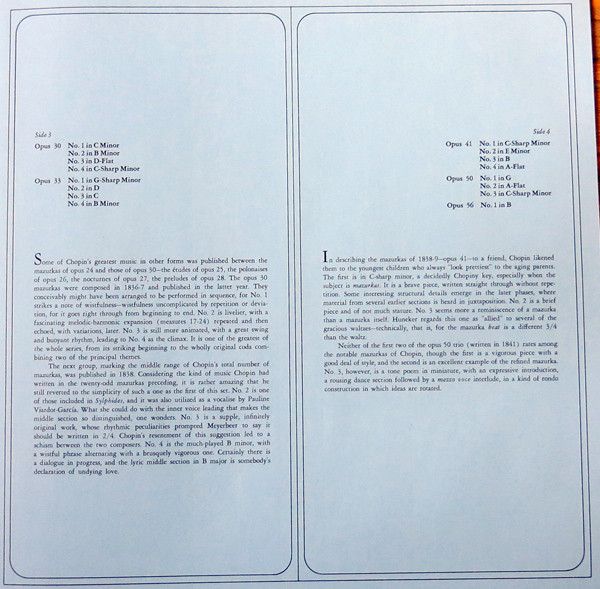 Side 3
Opus 30 No. 1 in C Minor
No. 2 in B Minor
No. 3 in D-Flat
No. 4 in C-Sharp Minor
Opus 33 No. 1 in G-Sharp Minor
No. 2 in D
No. 3 in C
No. 4 in B Minor
Some of Chopin's greatest music in other forms was published between the
mazurkas of opus 24 and those of opus 30—the études of opus 25, the polonaises
of opus 26, the nocturnes of opus 27, the preludes of opus 28. The opus 30
mazurkas were composed in 1836-7 and published in the latter year. They
conceivably might have been arranged to be performed in sequence, for No. 1
strikes a note of wistfulness—wistfulness uncomplicated by repetition or devia-
tion, for it goes right through from beginning to end. No. 2 is livelier, with a
fascinating melodic-harmonic expansion (measures 17-24) repeated and then
echoed, with variations, later. No. 3 is still more animated, with a great swing
and buoyant rhythm, leading to No. 4 as the climax. It is one of the greatest of
the whole series, from its striking beginning to the wholly original coda com-
bining two of the principal themes.
The next group, marking the middle range of Chopin's total number of
mazurkas, was published in 1838. Considering the kind of music Chopin had
written in the twenty-odd mazurkas preceding, it is rather amazing that he
still reverted to the simplicity of such a one as the first of this set. No. 2 is one
of those included in Sylphides, and it was also utilized as a vocalise by Pauline
Viardot-García. What she could do with the inner voice leading that makes the
middle section so distinguished, one wonders. No. 3 is a supple, infinitely
original work, whose rhythmic peculiarities prompted Meyerbeer to say it
should be written in 2/4. Chopin's resentment of this suggestion led to a
schism between the two composers. No. 4 is the much-played B minor, with
a wistful phrase alternating with a brusquely vigorous one. Certainly there is
a dialogue in progress, and the lyric middle section in B major is somebody's
declaration of undying love.
Side 4
Opus 41 No. 1 in C-Sharp Minor
No. 2 in E Minor
No. 3 in B
No. 4 in A-Flat
Opus 50 No. 1 in G
No. 2 in A-Flat
No. 3 in C-Sharp Minor
Opus 56 No. 1 in B
In describing the mazurkas of 1838-9—opus 41—to a friend, Chopin likened
them to the youngest children who always "look prettiest" to the aging parents.
The first is in C-sharp minor, a decidedly Chopiny key, especially when the
subject is mazurkas. It is a brave piece, written straight through without repe-
tition. Some interesting structural details emerge in the later phases, where
material from several earlier sections is heard in juxtaposition. No. 2 is a brief
piece and of not much stature. No. 3 seems more a reminiscence of a mazurka
than a mazurka itself. Huneker regards this one as "allied" to several of the
gracious waltzes—technically, that is, for the mazurka beat is a different 3/4
than the waltz.
Neither of the first two of the opus 50 trio (written in 1841) rates among
the notable mazurkas of Chopin, though the first is a vigorous piece with a
good deal of style, and the second is an excellent example of the refined mazurka.
No. 3, however, is a tone poem in miniature, with an expressive introduction,
a rousing dance section followed by a mezzo voce interlude, in a kind of rondo
construction in which ideas are rotated.